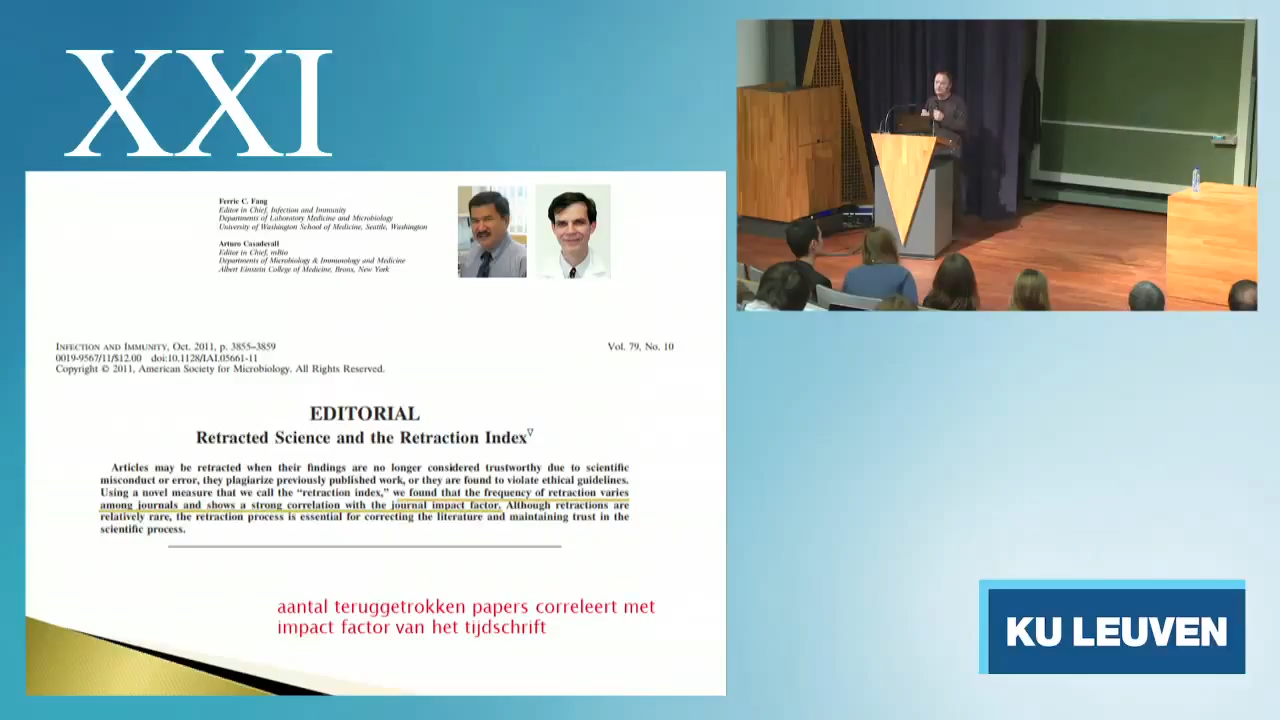 XXI
Ferric C. Fang
Editor in Chief, Infection and Immunity
Departments of Laboratory Medicine and Microbiology
University of Washington School of Medicine, Seattle, Washington
Arturo Casadevall
Editor in Chief, mBio
Departments of Microbiology & Immunology and Medicine
Albert Einstein College of Medicine, Bronx, New York
INFECTION AND IMMUNITY, Oct. 2011, p. 3855–3859
Vol. 79, No. 10
0019-9567/11/$12.00 doi:10.1128/IAI.05661-11
Copyright © 2011, American Society for Microbiology. All Rights Reserved.
EDITORIAL
Retracted Science and the Retraction Index▽
Articles may be retracted when their findings are no longer considered trustworthy due to scientific
misconduct or error, they plagiarize previously published work, or they are found to violate ethical guidelines.
Using a novel measure that we call the “retraction index,” we found that the frequency of retraction varies
among journals and shows a strong correlation with the journal impact factor. Although retractions are
relatively rare, the retraction process is essential for correcting the literature and maintaining trust in the
scientific process.
aantal teruggetrokken papers correleert met
impact factor van het tijdschrift
KU LEUVEN